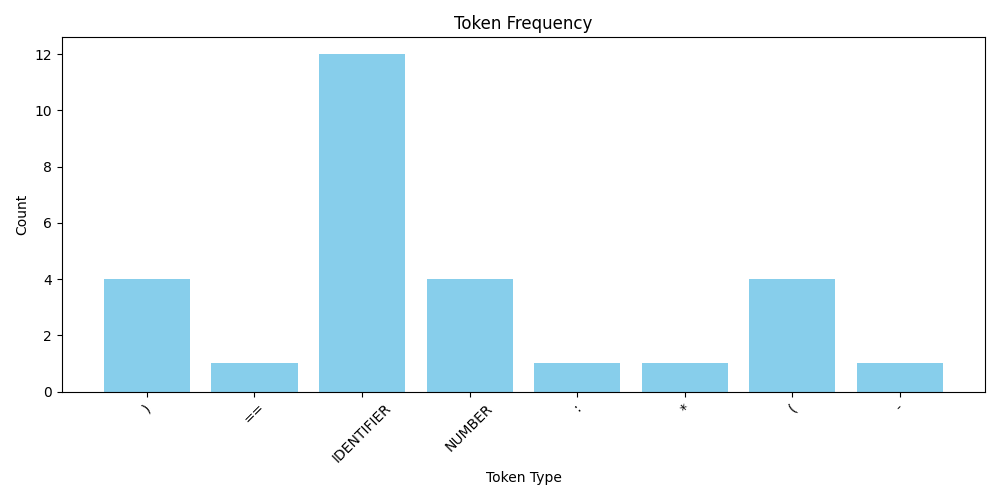 Token Frequency
Count
12
10
8
6
4
2
0
)
==
IDENTIFIER
NUMBER
:
*
(
-
Token Type